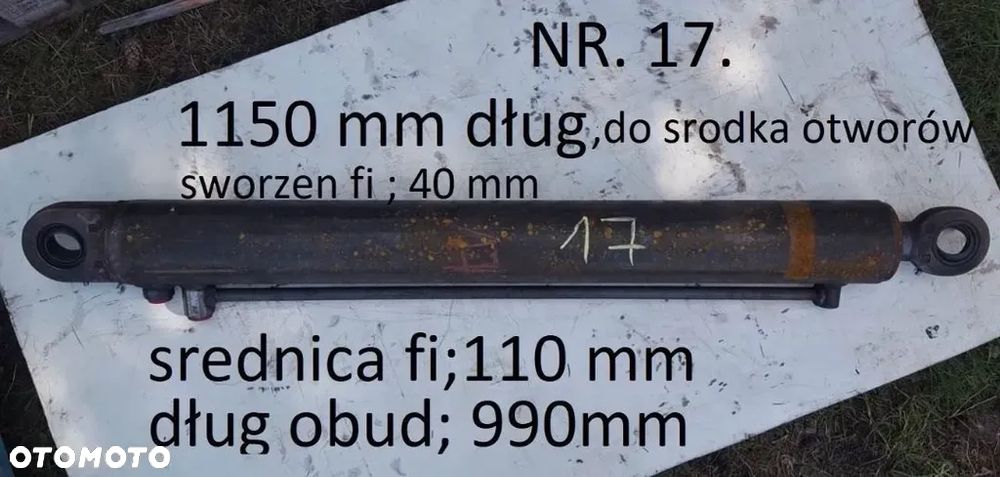 NR. 17.
1150 mm dług,do srodka otworów
sworzen fi ; 40 mm
17
srednica fi;110 mm
dług obud; 990mm
OTOMOTO